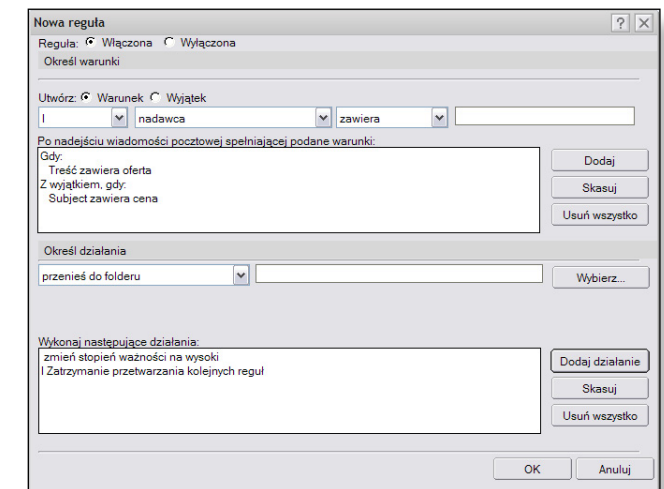 Nowa reguła
Reguła: Włączona Wyłączona
Określ warunki
Utwórz: Warunek Wyjątek
I nadawca zawiera
Po nadejściu wiadomości pocztowej spełniającej podane warunki:
Gdy:
Treść zawiera oferta
Z wyjątkiem, gdy:
Subject zawiera cena
Dodaj
Skasuj
Usuń wszystko
Określ działania
przenieś do folderu Wybierz...
Wykonaj następujące działania:
zmień stopień ważności na wysoki
I Zatrzymanie przetwarzania kolejnych reguł
Dodaj działanie
Skasuj
Usuń wszystko
OK Anuluj